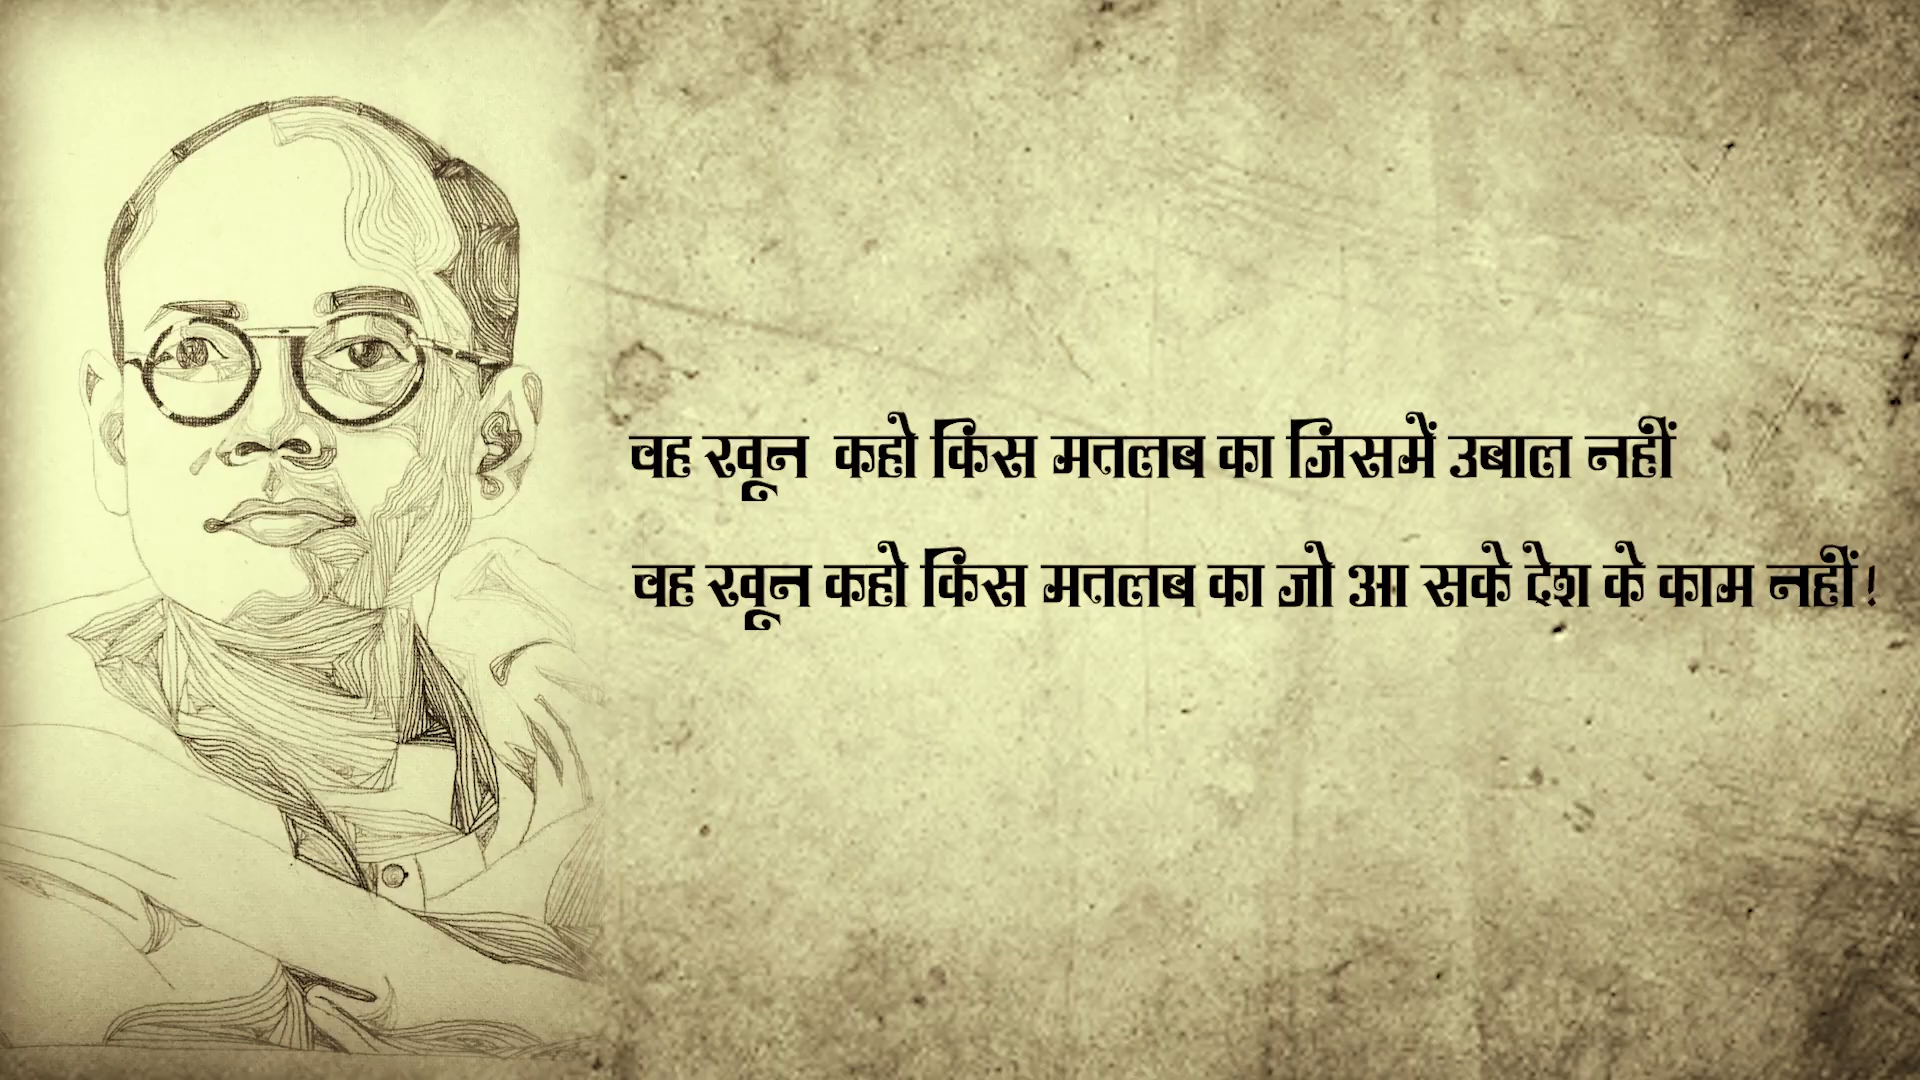 वह खून कहो किस मतलब का जिसमें उबाल नहीं
वह खून कहो किस मतलब का जो आ सके देश के काम नहीं!